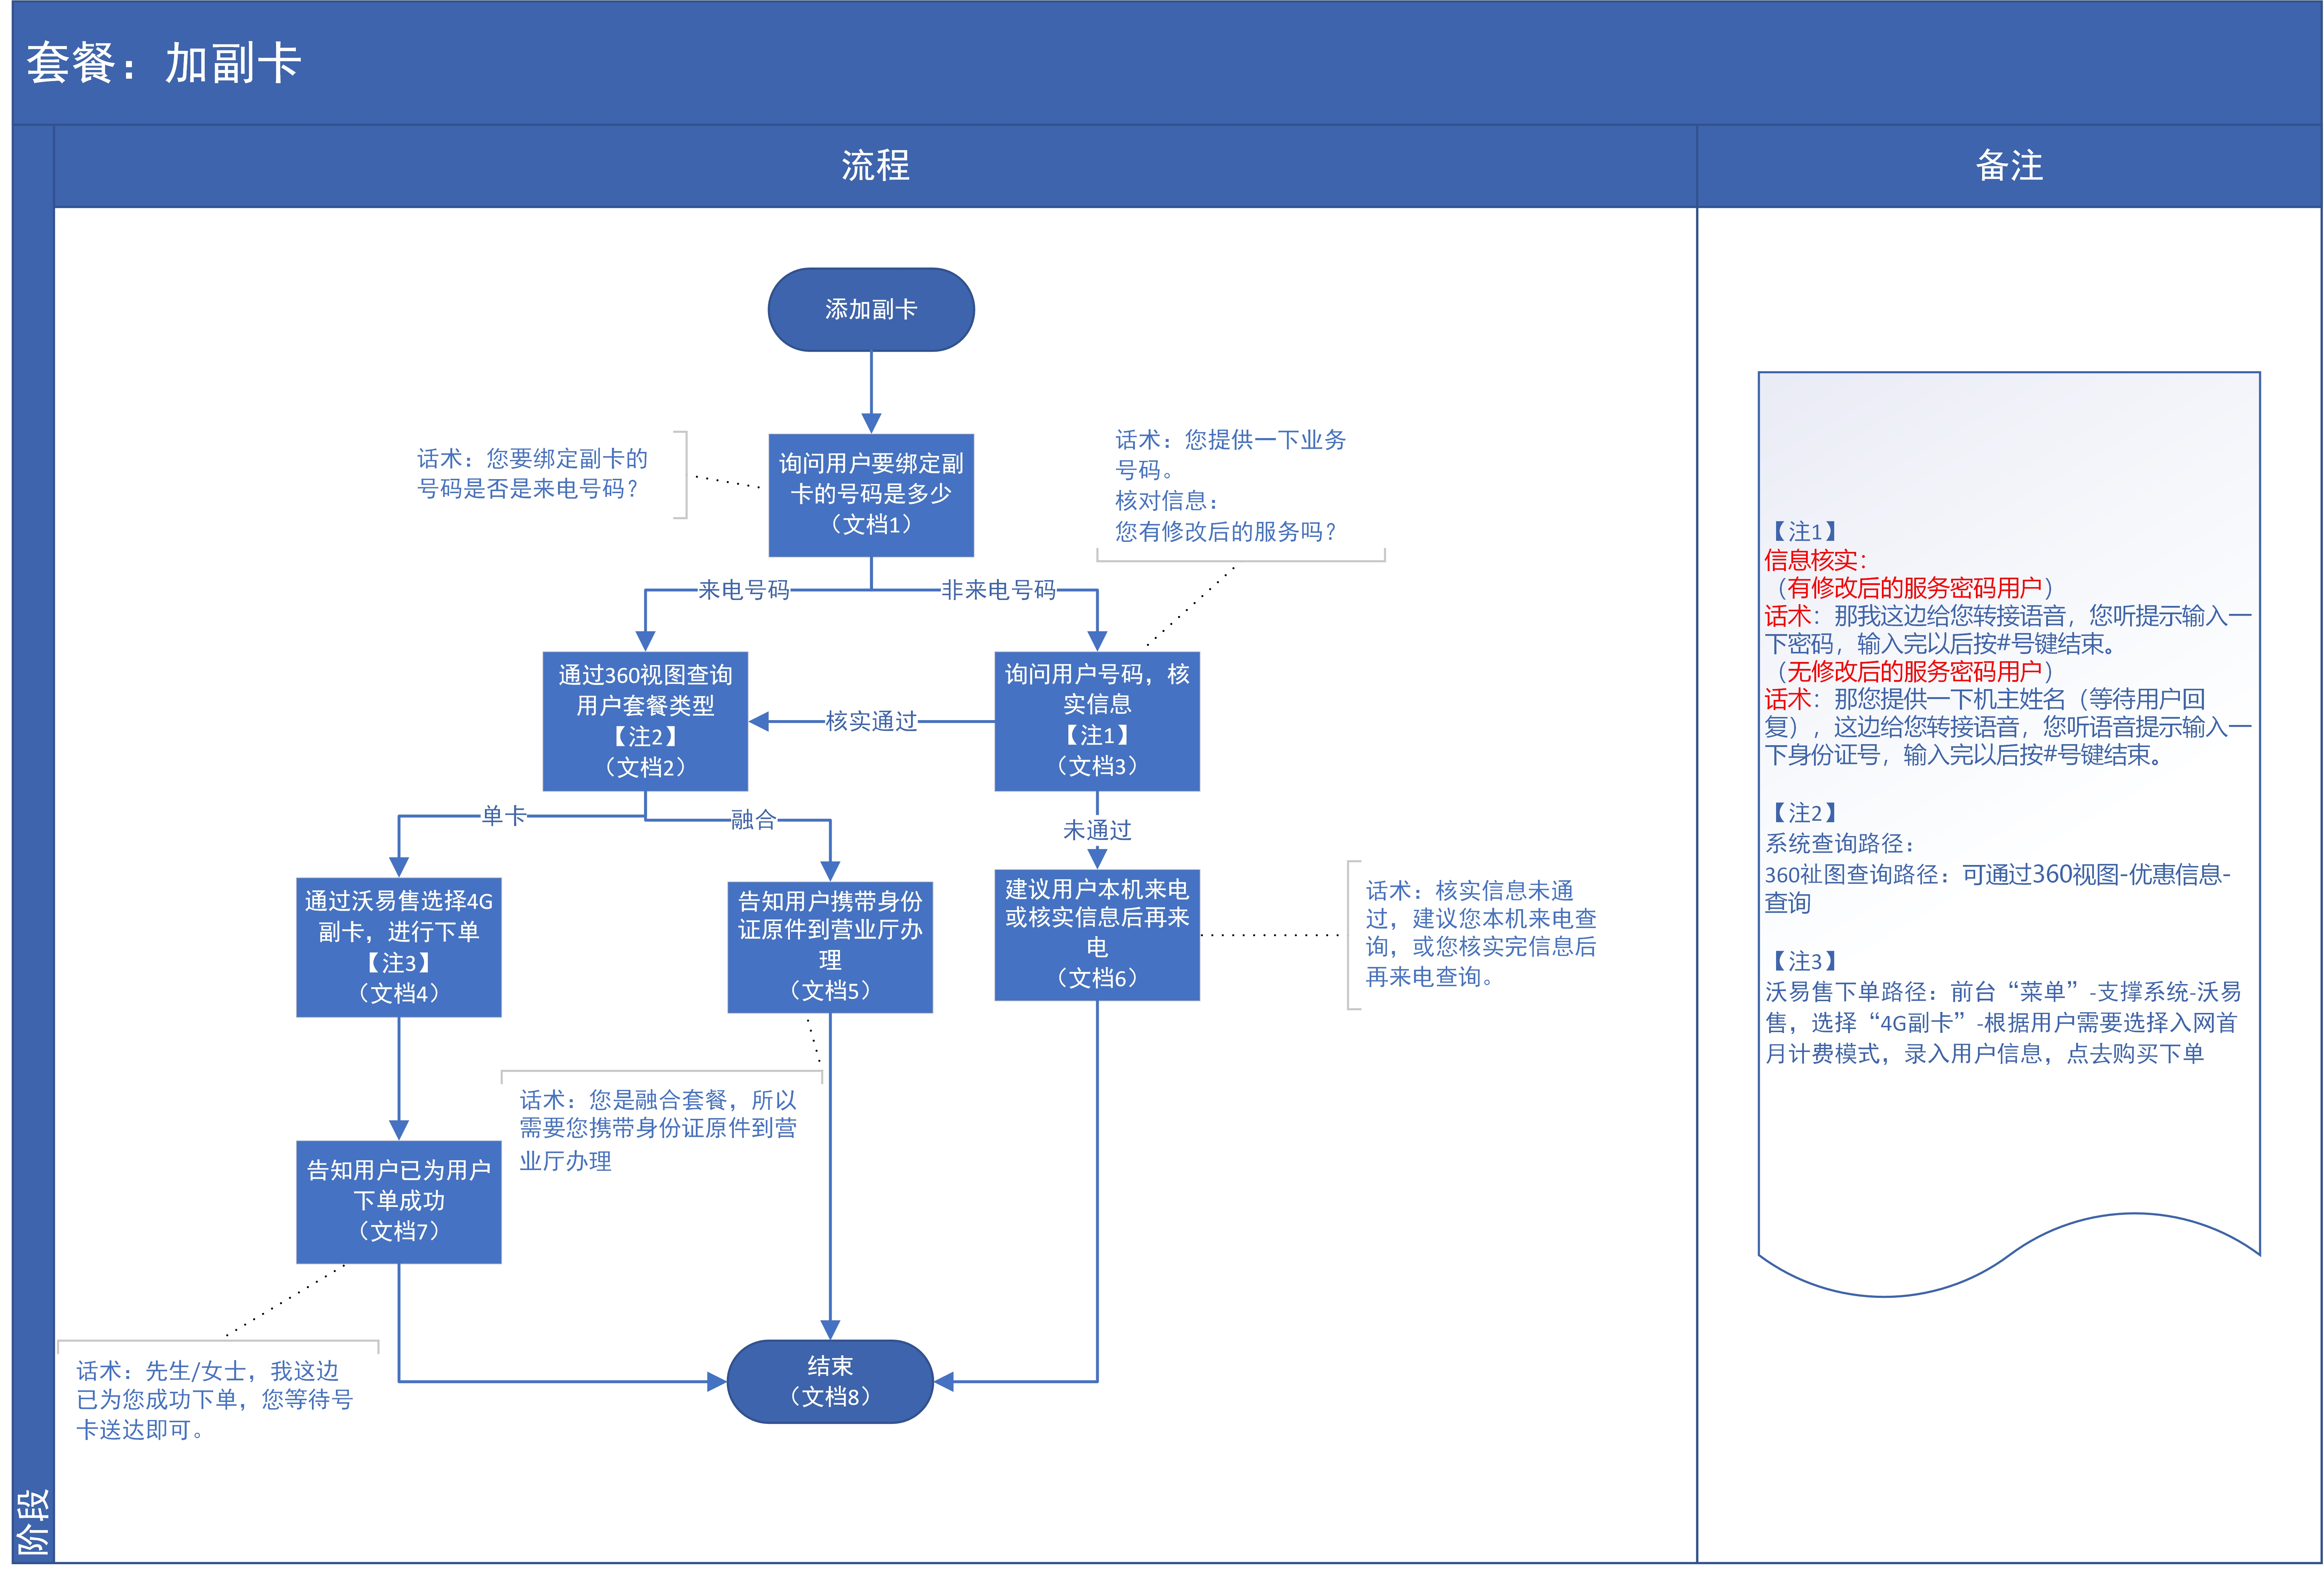 套餐：加副卡
流程
备注
阶段
添加副卡
话术：您要绑定副卡的
号码是否是来电号码？
询问用户要绑定副
卡的号码是多少
（文档1）
话术：您提供一下业务
号码。
核对信息：
您有修改后的服务吗？
来电号码
非来电号码
通过360视图查询
用户套餐类型
【注2】
（文档2）
核实通过
询问用户号码，核
实信息
【注1】
（文档3）
单卡
融合
未通过
通过沃易售选择4G
副卡，进行下单
【注3】
（文档4）
告知用户携带身份
证原件到营业厅办
理
（文档5）
建议用户本机来电
或核实信息后再来
电
（文档6）
话术：核实信息未通
过，建议您本机来电查
询，或您核实完信息后
再来电查询。
话术：您是融合套餐，所以
需要您携带身份证原件到营
业厅办理
告知用户已为用户
下单成功
（文档7）
话术：先生/女士，我这边
已为您成功下单，您等待号
卡送达即可。
结束
（文档8）
【注1】
信息核实：
（有修改后的服务密码用户）
话术：那我这边给您转接语音，您听提示输入一
下密码，输入完以后按#号键结束。
（无修改后的服务密码用户）
话术：那您提供一下机主姓名（等待用户回
复），这边给您转接语音，您听语音提示输入一
下身份证号，输入完以后按#号键结束。
【注2】
系统查询路径：
360祉图查询路径：可通过360视图-优惠信息-
查询
【注3】
沃易售下单路径：前台“菜单”-支撑系统-沃易
售，选择“4G副卡”-根据用户需要选择入网首
月计费模式，录入用户信息，点去购买下单